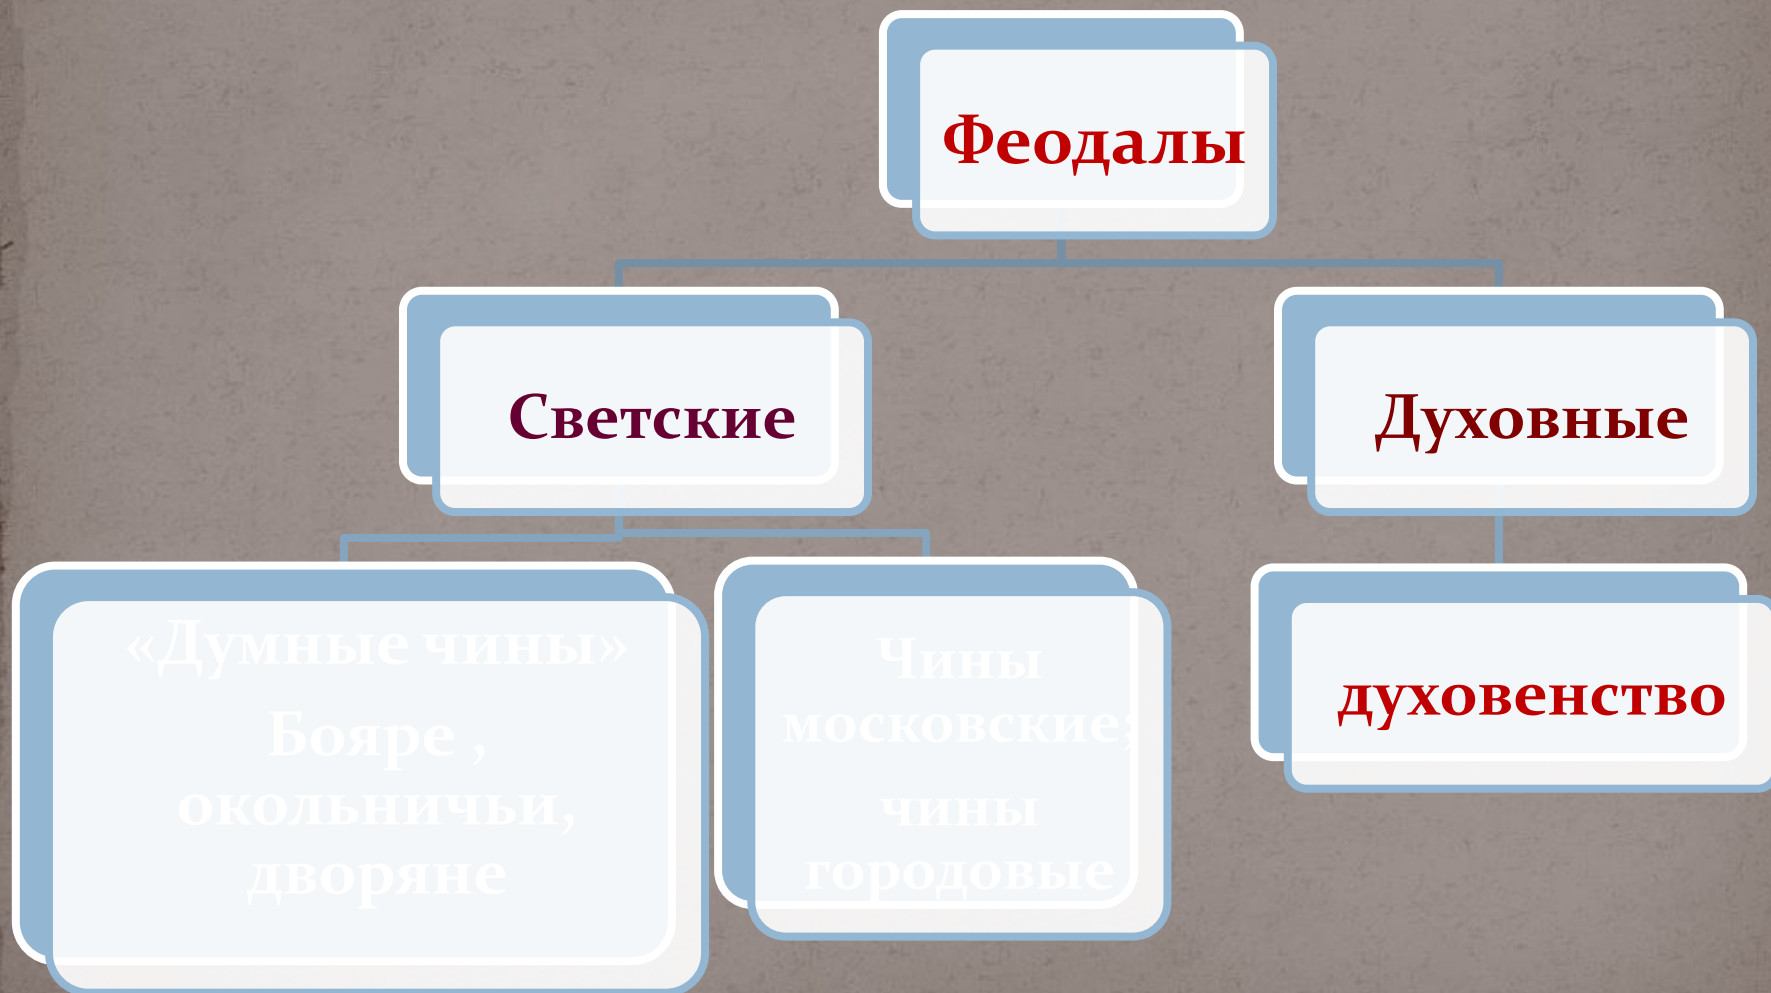 Феодалы
Светские
Духовные
«Думные чины»
Бояре ,
окольничьи,
дворяне
Чины
московские;
чины
городовые
духовенство